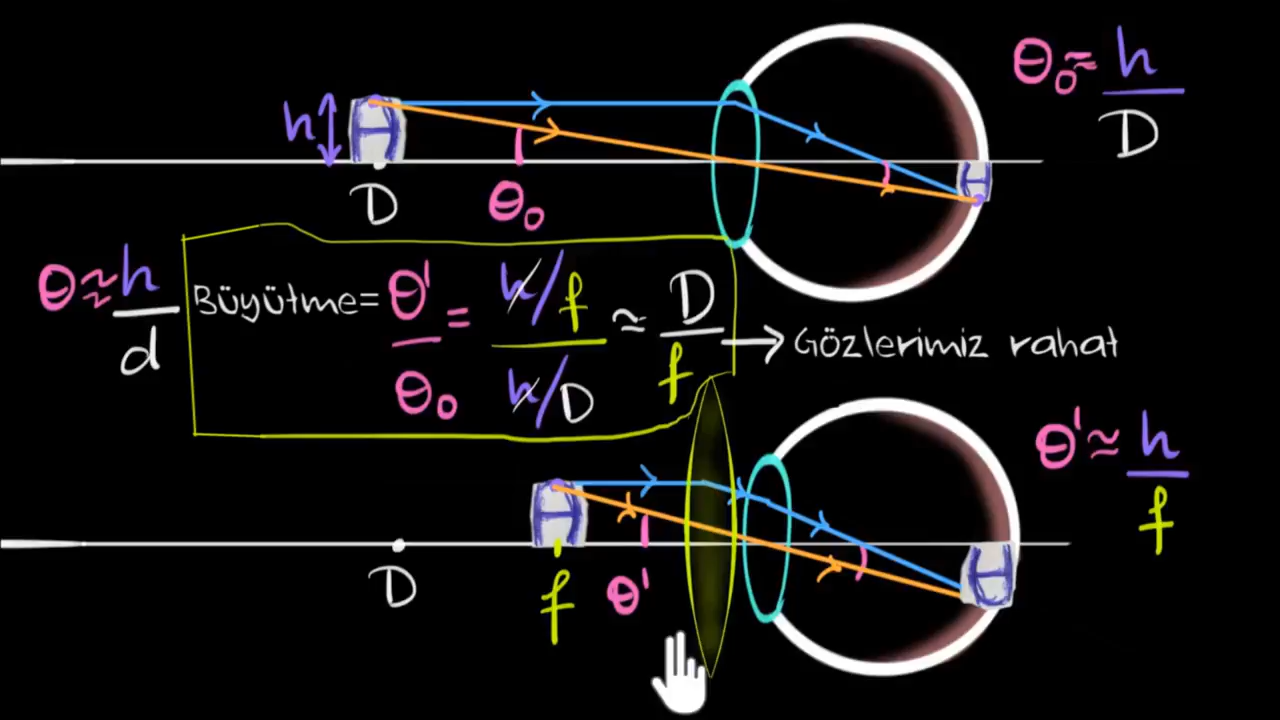 θ₀ ≈ h/D
h H
H
D θ₀
θ ≈ h/d
Büyütme = θ'/θ₀ = (h/f)/(h/D) ≈ D/f → Gözlerimiz rahat
θ' ≈ h/f
H
H
D f θ'